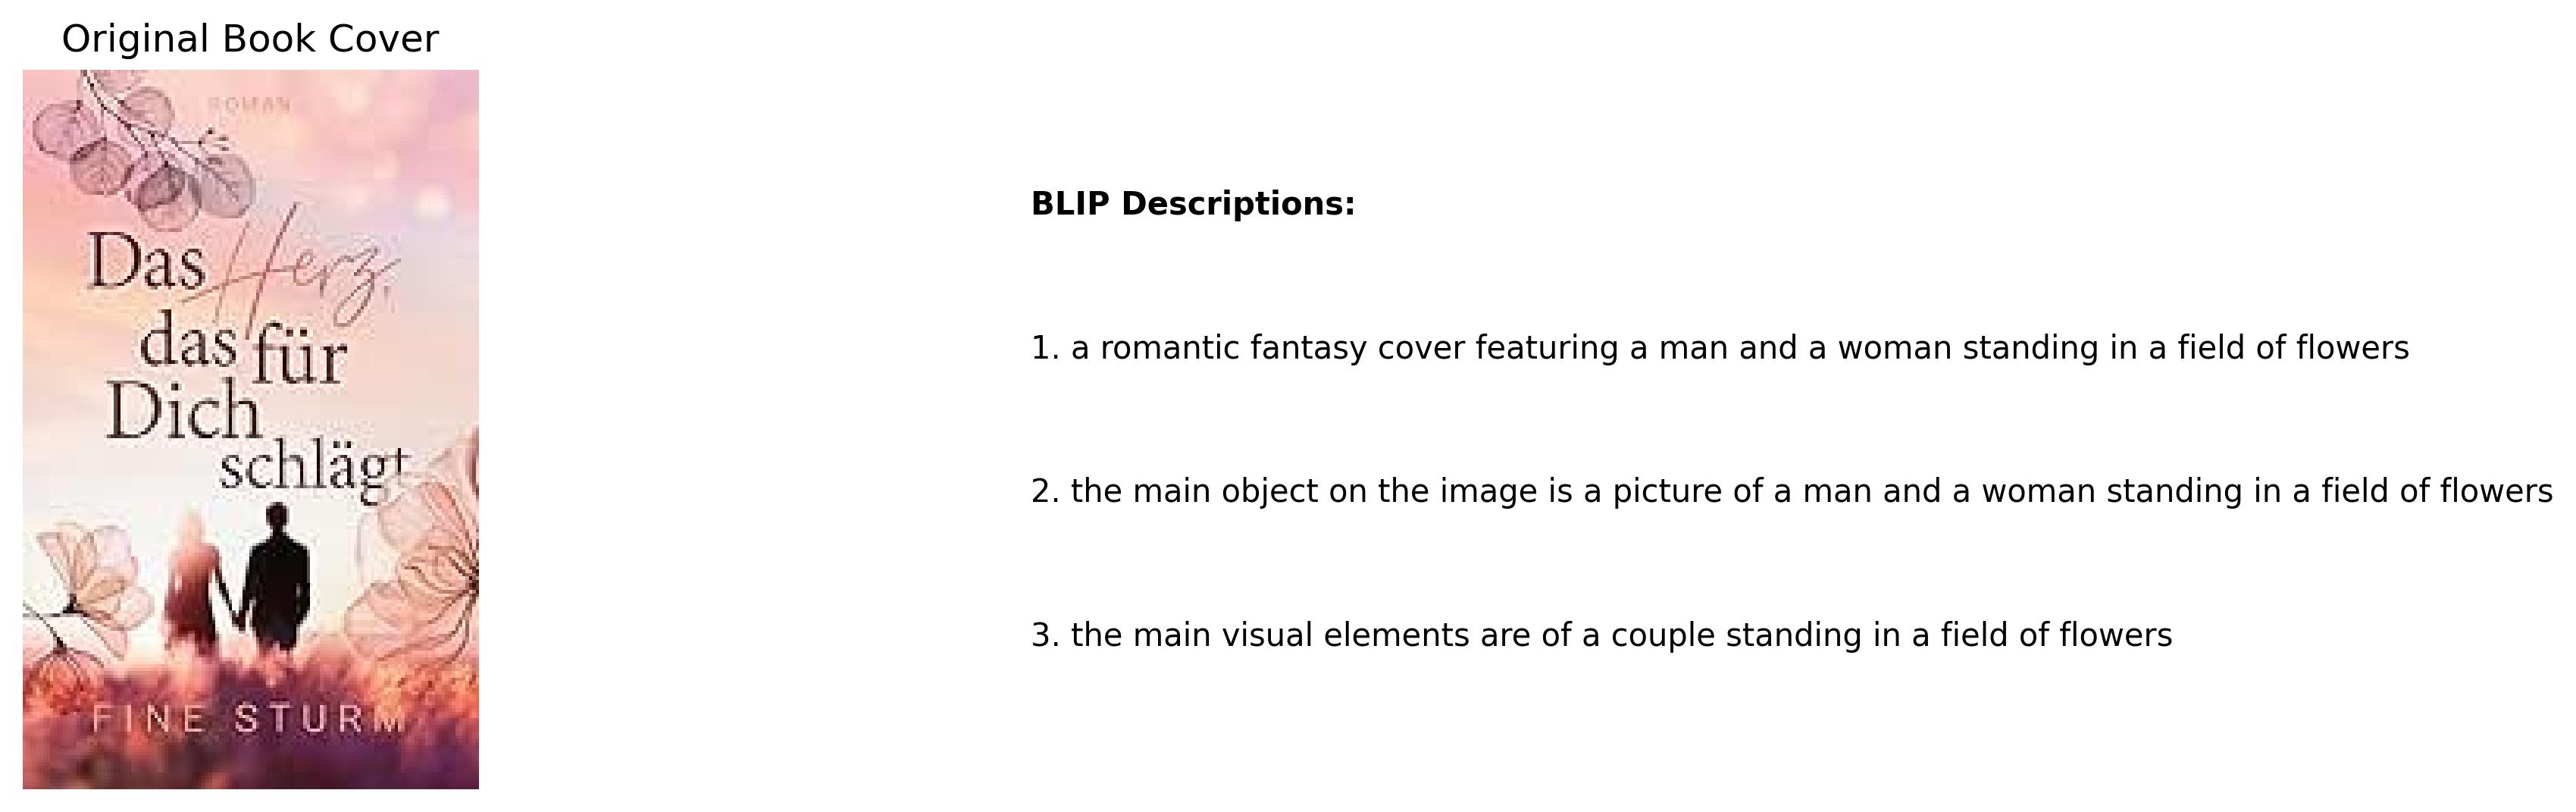 Original Book Cover
ROMAN
Das Herz,
das für
Dich
schlägt
FINE STURM
BLIP Descriptions:
1. a romantic fantasy cover featuring a man and a woman standing in a field of flowers
2. the main object on the image is a picture of a man and a woman standing in a field of flowers
3. the main visual elements are of a couple standing in a field of flowers